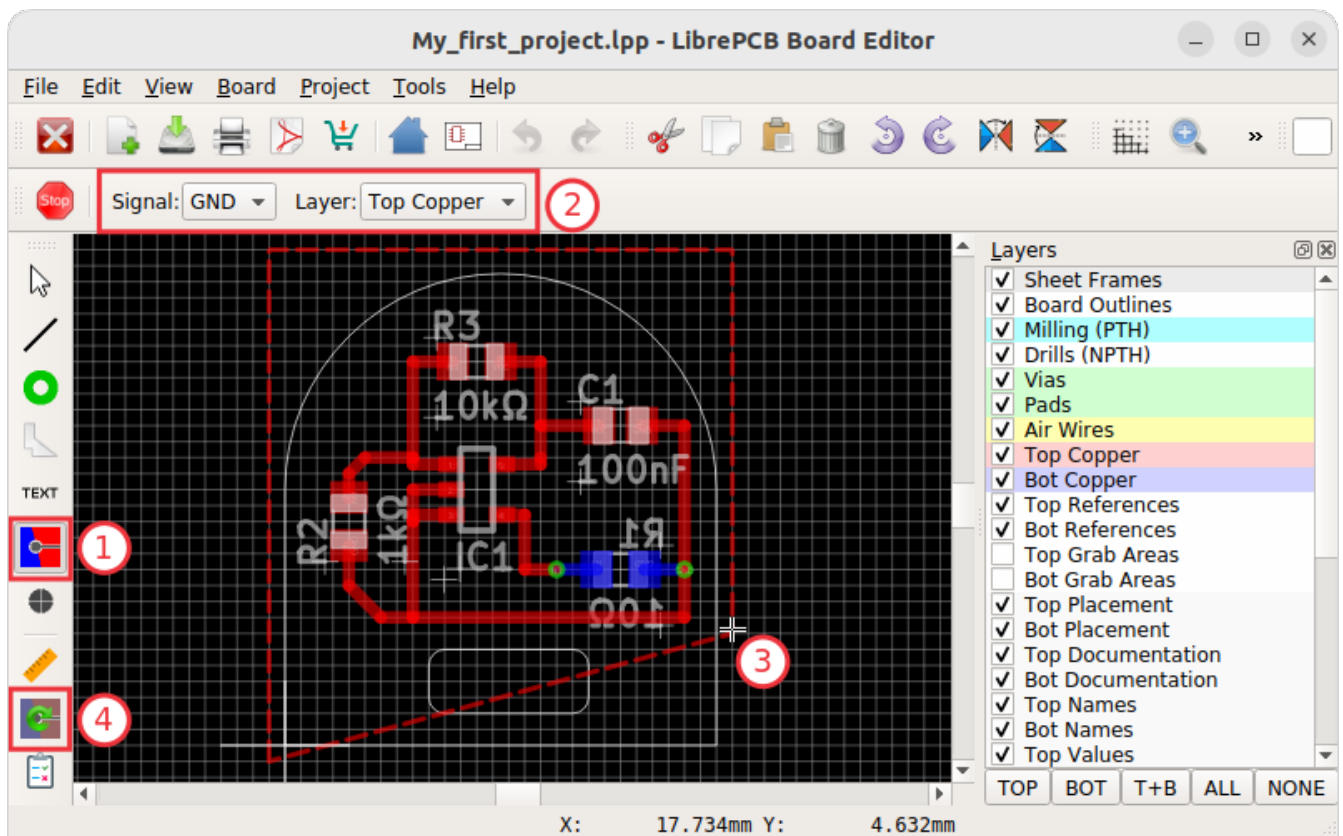 My_first_project.lpp - LibrePCB Board Editor
File Edit View Board Project Tools Help
Stop Signal: GND Layer: Top Copper 2
Layers
Sheet Frames
Board Outlines
Milling (PTH)
Drills (NPTH)
Vias
Pads
Air Wires
Top Copper
Bot Copper
Top References
Bot References
Top Grab Areas
Bot Grab Areas
Top Placement
Bot Placement
Top Documentation
Bot Documentation
Top Names
Bot Names
Top Values
TOP BOT T+B ALL NONE
TEXT
1
4
R3
10kΩ
C1
100nF
R2
1kΩ
IC1
R1
10Ω
3
X: 17.734mm Y: 4.632mm